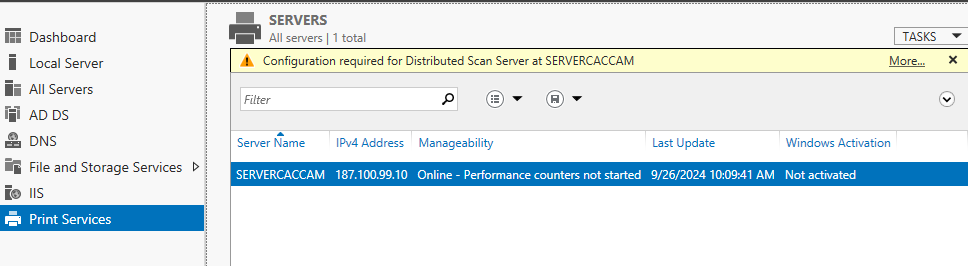 SERVERS
All servers | 1 total
TASKS
Dashboard
Local Server
All Servers
AD DS
DNS
File and Storage Services
IIS
Print Services
Configuration required for Distributed Scan Server at SERVERCACCAM More...
Filter
Server Name IPv4 Address Manageability Last Update Windows Activation
SERVERCACCAM 187.100.99.10 Online - Performance counters not started 9/26/2024 10:09:41 AM Not activated